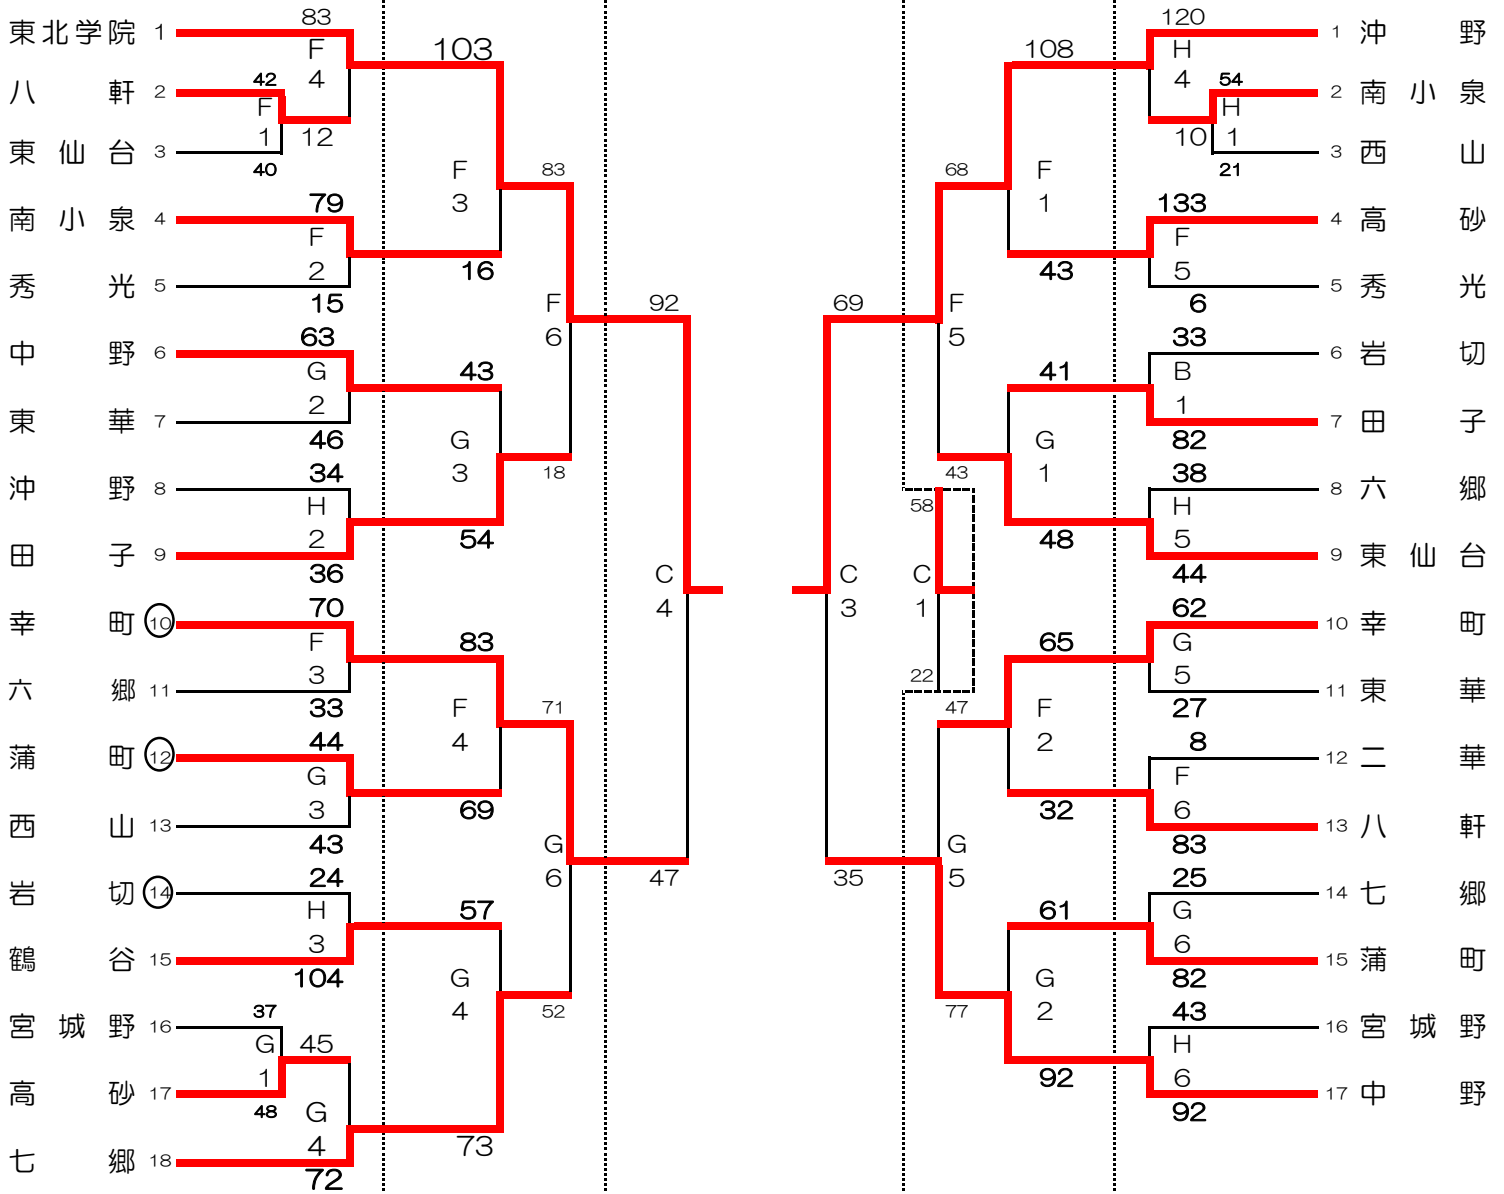 東北学院 1 83 103 108 120 1 沖野
F H
八軒 2 42 4 4 54 2 南小泉
F H
1 12 10 1
東仙台 3 40 83 F 68 F 21 3 西山
南小泉 4 79 3 1 133 4 高砂
F F
2 16 43 5
秀光 5 15 F 92 69 F 6 5 秀光
中野 6 63 6 5 33 6 岩切
G 43 41 B
2 1
東華 7 46 G G 82 7 田子
沖野 8 34 3 18 43 1 38 8 六郷
H 58 H
2 54 48 5
田子 9 36 C C C 44 9 東仙台
幸町 10 70 4 3 1 62 10 幸町
F 83 65 G
3 22 5
六郷 11 33 F 71 47 F 27 11 東華
蒲町 12 44 4 2 8 12 二華
G F
3 69 32 6
西山 13 43 G G 83 13 八軒
岩切 14 24 6 47 35 5 25 14 七郷
H 57 61 G
3 6
鶴谷 15 104 G G 82 15 蒲町
宮城野 16 37 4 52 77 2 43 16 宮城野
G 45 H
1 92 6
高砂 17 48 G 92 17 中野
4 73
七郷 18 72